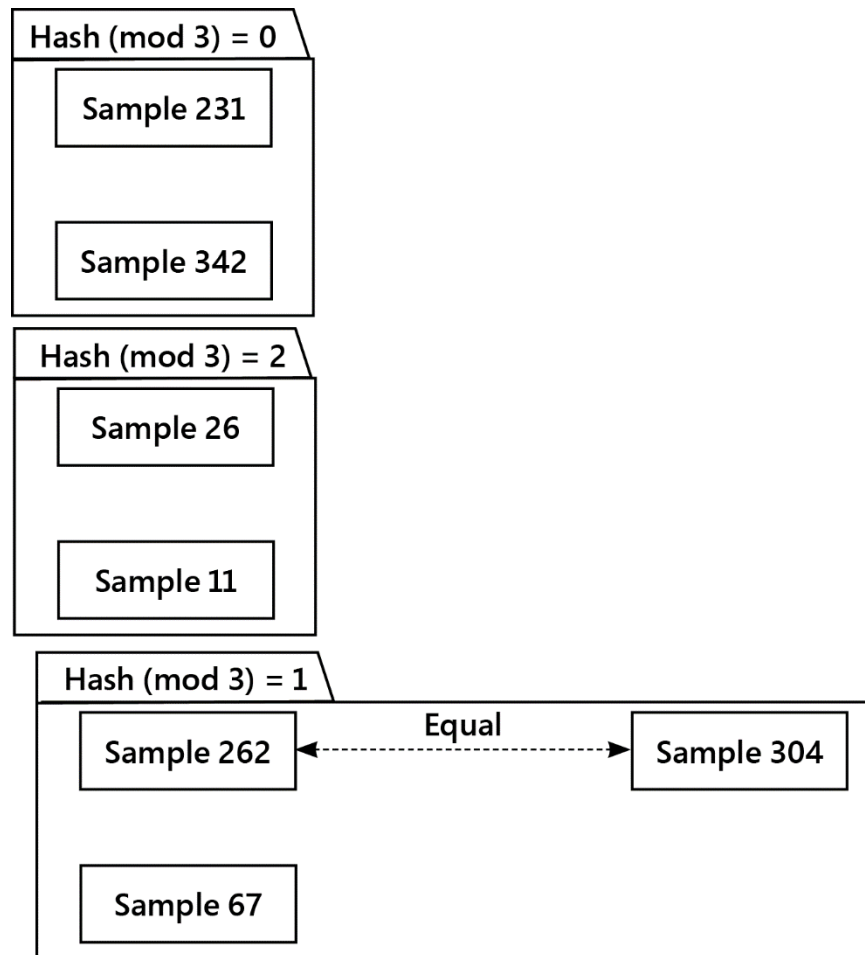 Hash (mod 3) = 0
Sample 231
Sample 342
Hash (mod 3) = 2
Sample 26
Sample 11
Hash (mod 3) = 1
Sample 262
Equal
Sample 304
Sample 67